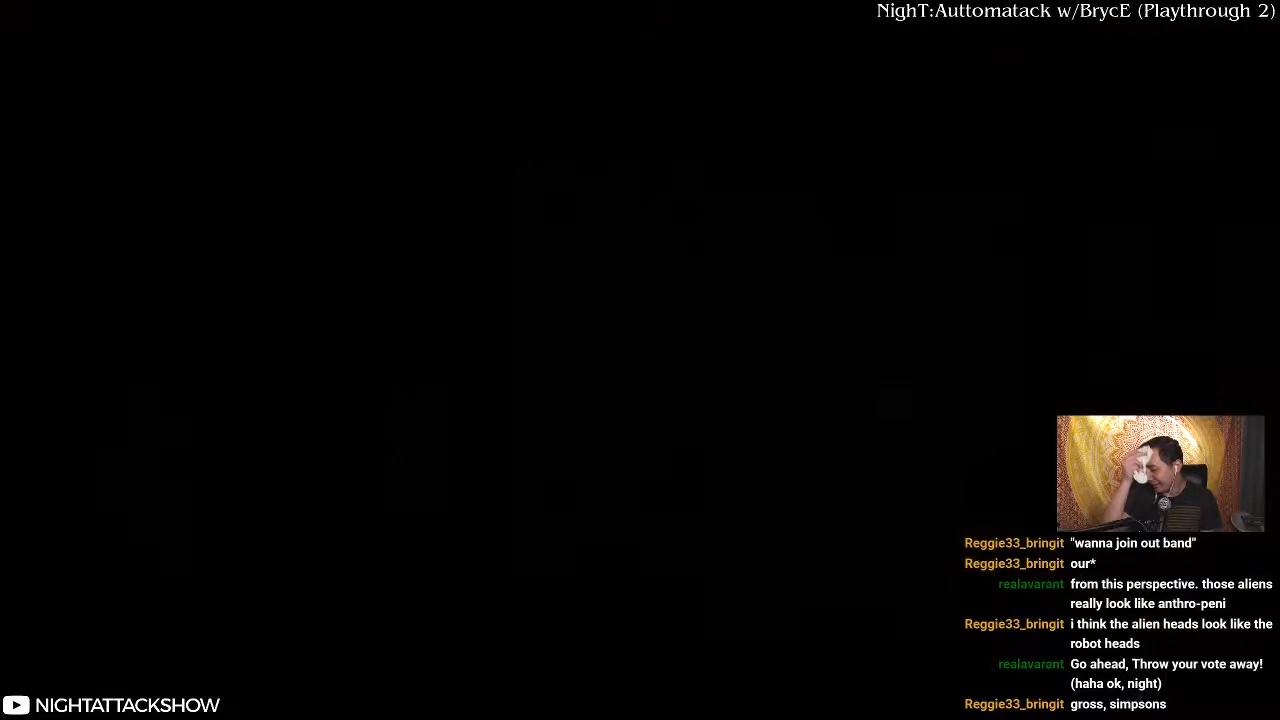 NighT:Auttomatack w/BrycE (Playthrough 2)
Reggie33_bringit "wanna join out band"
Reggie33_bringit our*
realavarant from this perspective. those aliens
really look like anthro-peni
Reggie33_bringit i think the alien heads look like the
robot heads
realavarant Go ahead, Throw your vote away!
(haha ok, night)
Reggie33_bringit gross, simpsons
NIGHTATTACKSHOW